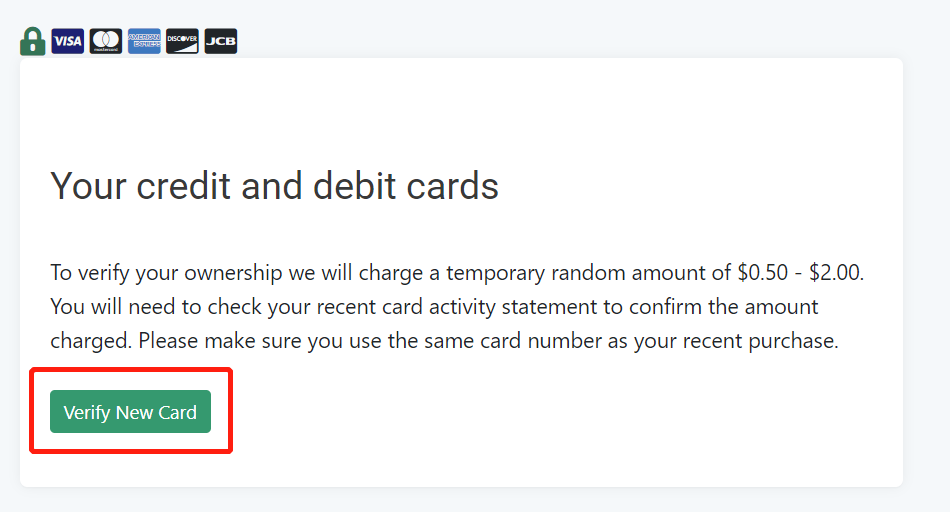 VISA mastercard AMERICAN EXPRESS DISCOVER JCB
Your credit and debit cards
To verify your ownership we will charge a temporary random amount of $0.50 - $2.00.
You will need to check your recent card activity statement to confirm the amount
charged. Please make sure you use the same card number as your recent purchase.
Verify New Card